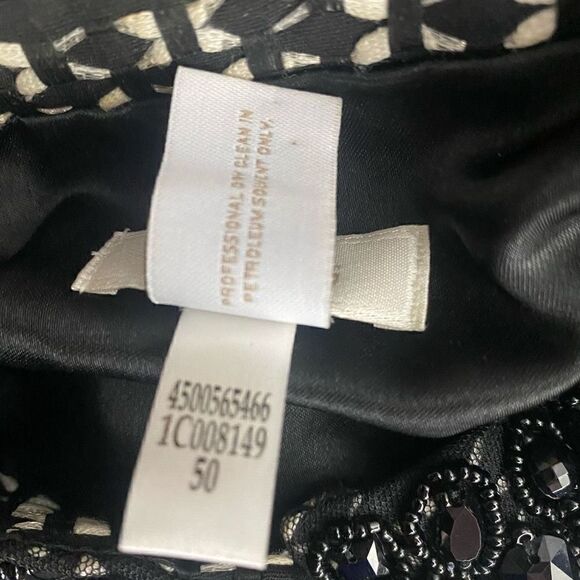 PROFESSIONAL DRY CLEAN IN
PETROLEUM SOLVENT ONLY.
4500565466
1C008149
50